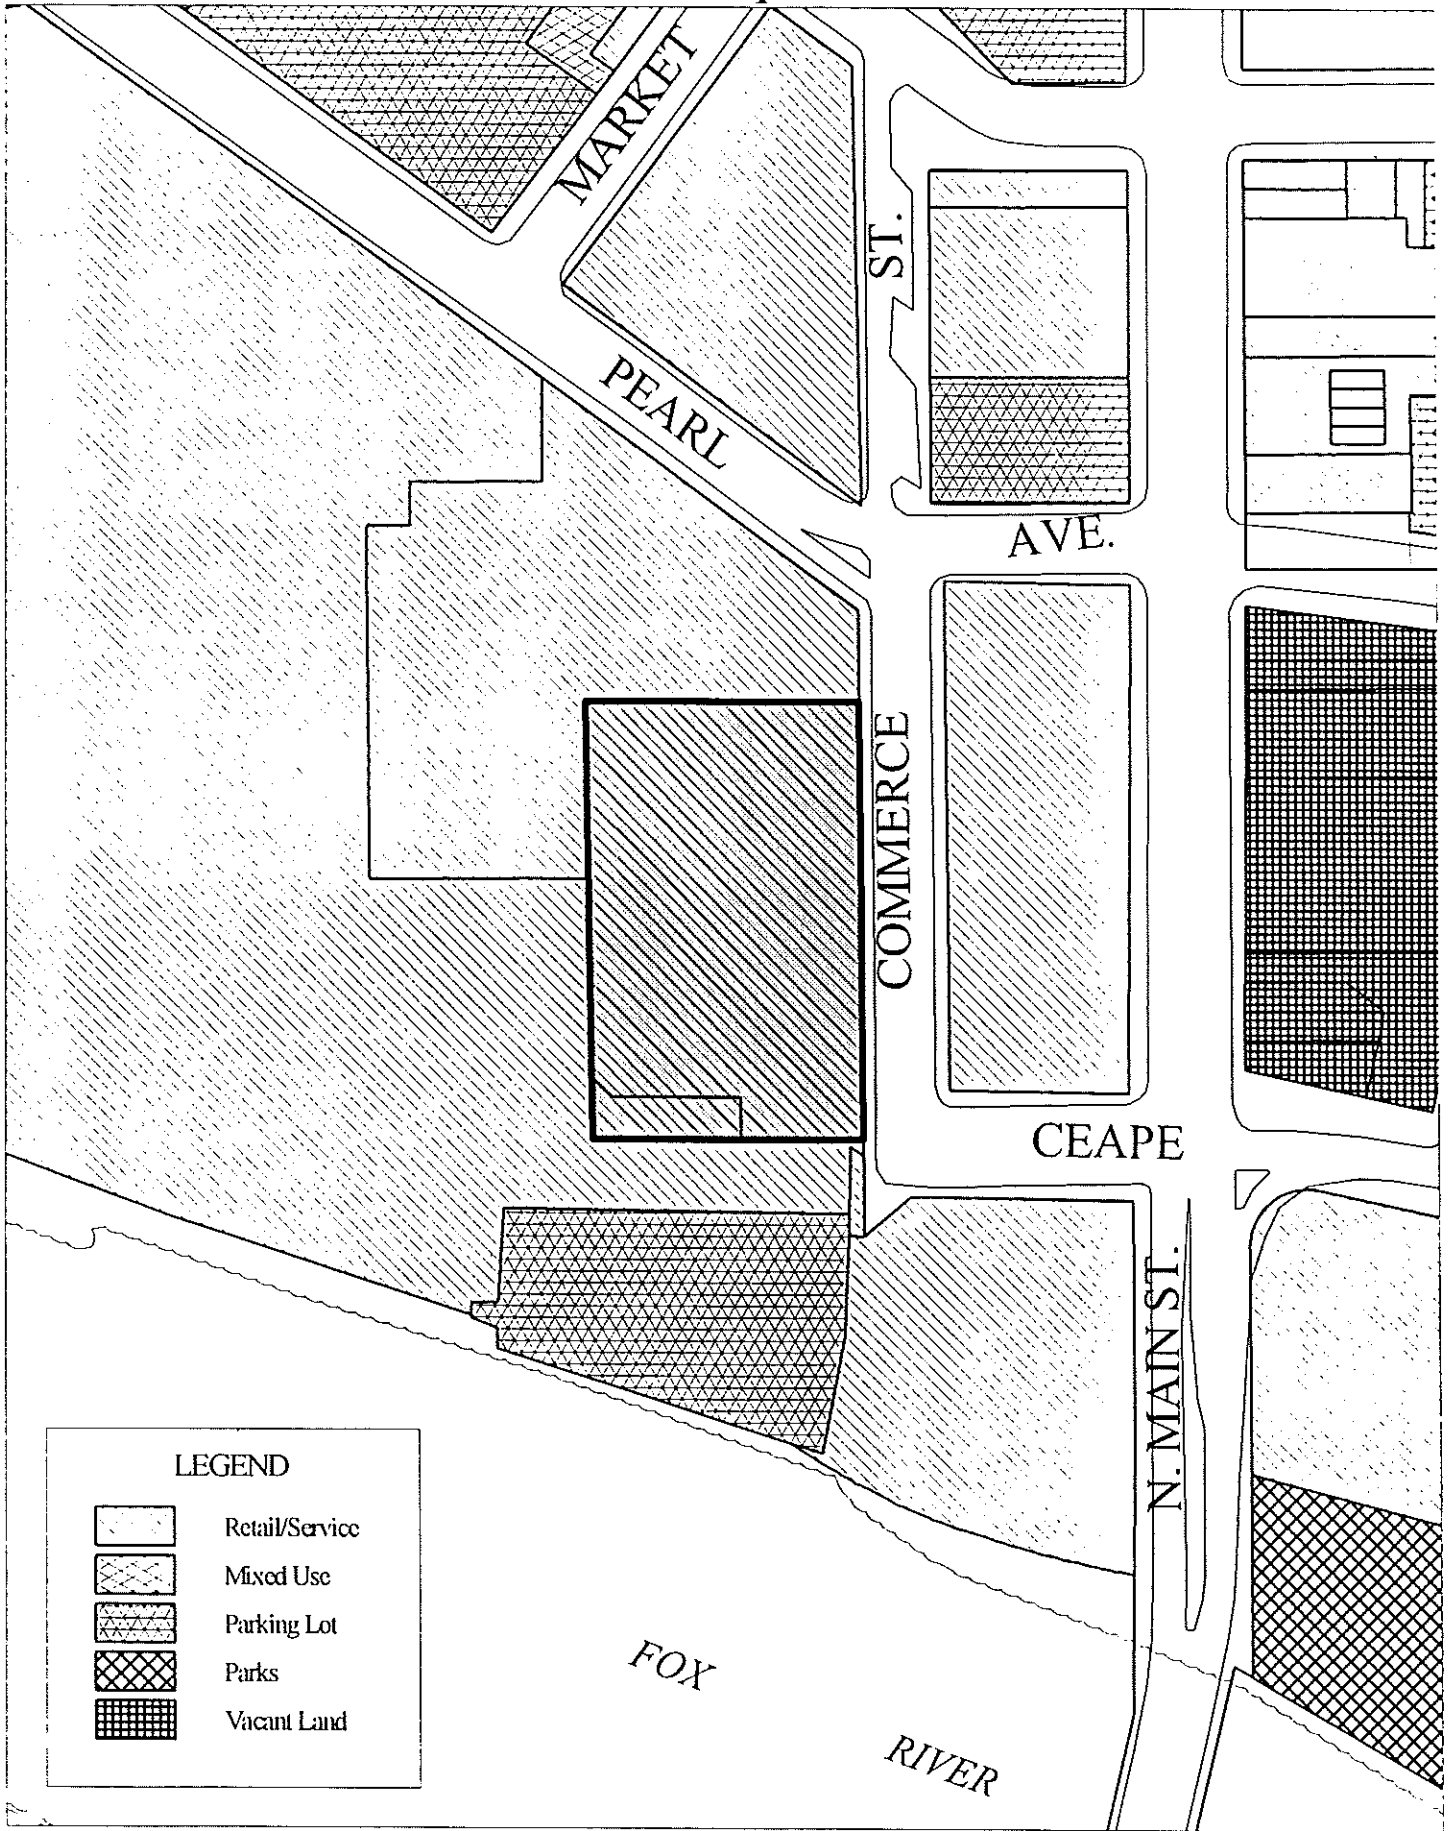 MARKET
ST.
PEARL
AVE.
COMMERCE
CEAPE
N. MAIN ST.
LEGEND
Retail/Service
Mixed Use
Parking Lot
Parks
Vacant Land
FOX
RIVER